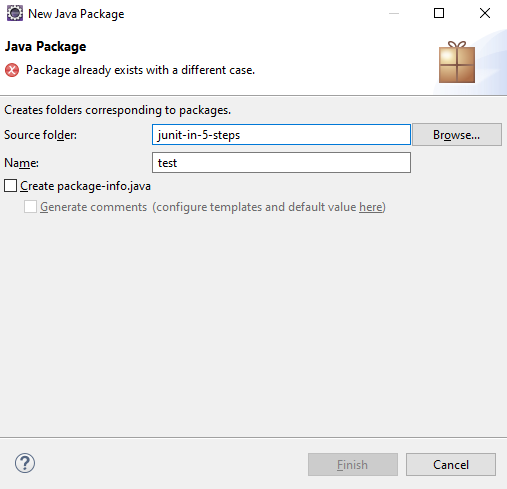 New Java Package
Java Package
Package already exists with a different case.
Creates folders corresponding to packages.
Source folder: junit-in-5-steps Browse...
Name: test
Create package-info.java
Generate comments (configure templates and default value here)
? Finish Cancel